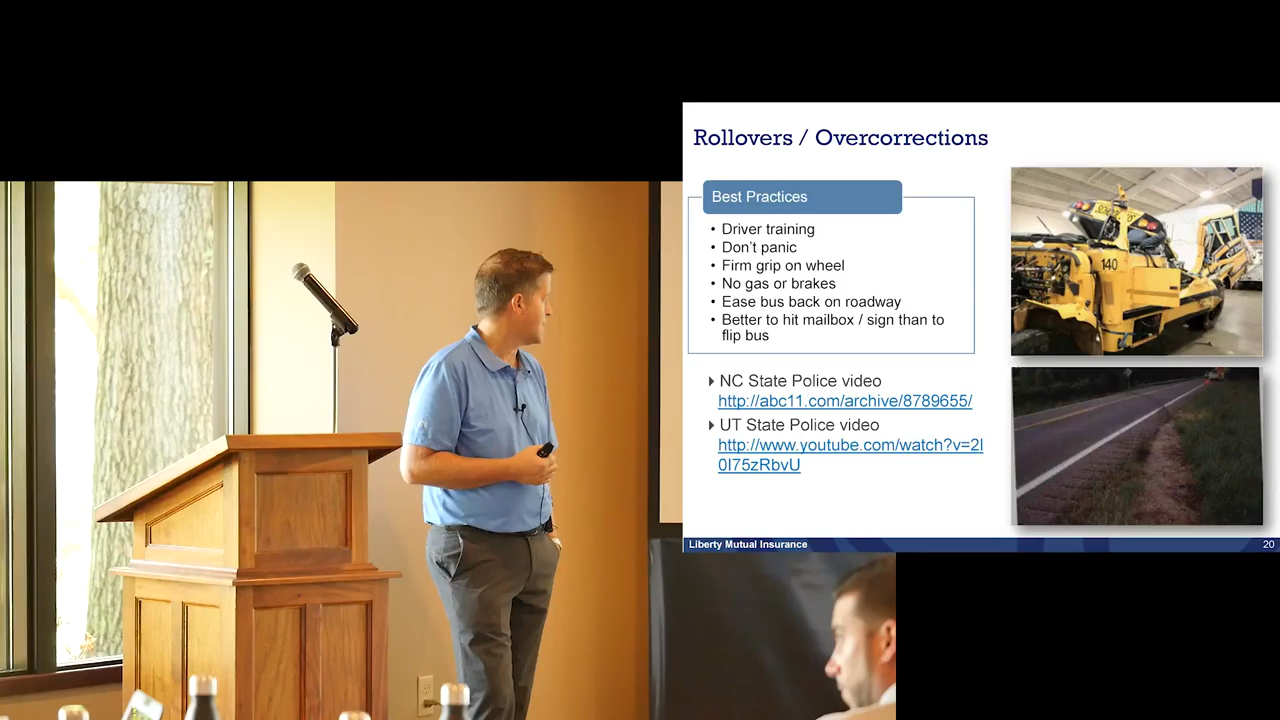 Rollovers / Overcorrections
Best Practices
• Driver training
• Don't panic
• Firm grip on wheel
• No gas or brakes
• Ease bus back on roadway
• Better to hit mailbox / sign than to
flip bus
NC State Police video
http://abc11.com/archive/8789655/
UT State Police video
http://www.youtube.com/watch?v=2I
0I75zRbvU
140
Liberty Mutual Insurance
20